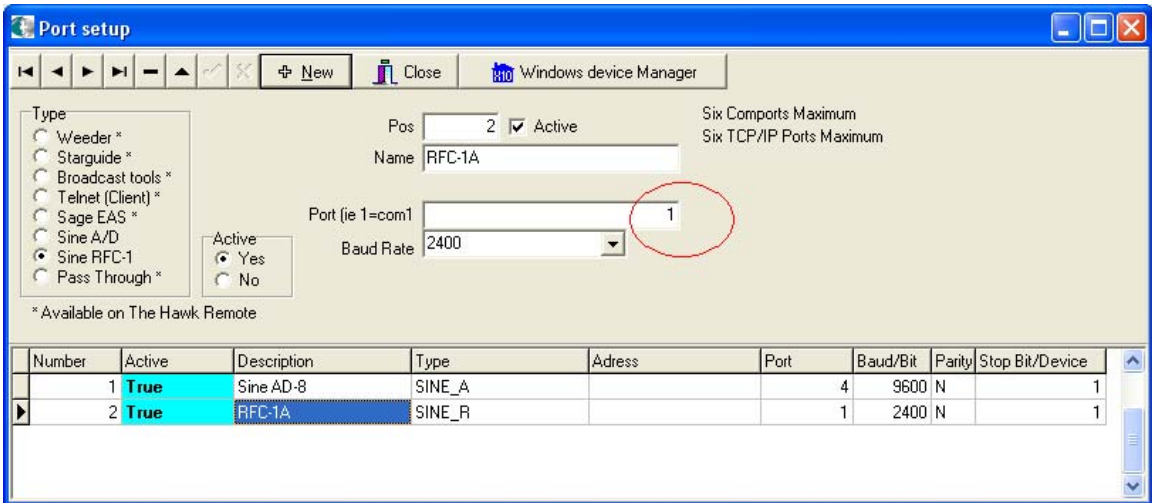 Port setup
New Close X10 Windows device Manager
Type
Weeder *
Starguide *
Broadcast tools *
Telnet (Client) *
Sage EAS *
Sine A/D
Sine RFC-1
Pass Through *
* Available on The Hawk Remote
Active
Yes
No
Pos 2 Active
Name RFC-1A
Port (ie 1=com1 1
Baud Rate 2400
Six Comports Maximum
Six TCP/IP Ports Maximum
Number Active Description Type Adress Port Baud/Bit Parity Stop Bit/Device
1 True Sine AD-8 SINE_A 4 9600 N 1
2 True RFC-1A SINE_R 1 2400 N 1